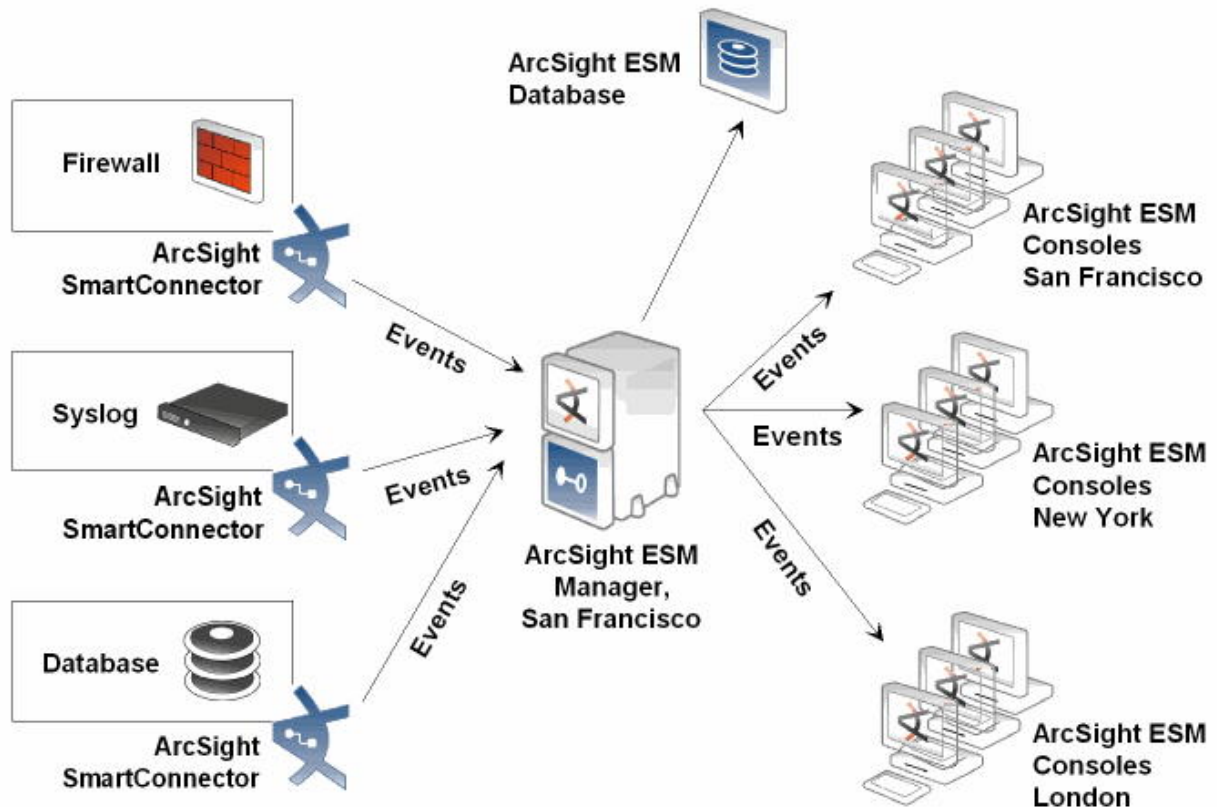 ArcSight ESM
Database
Firewall
ArcSight
SmartConnector
Events
Syslog
ArcSight
SmartConnector
Events
Database
ArcSight
SmartConnector
Events
ArcSight ESM
Manager,
San Francisco
Events
ArcSight ESM
Consoles
San Francisco
Events
ArcSight ESM
Consoles
New York
Events
ArcSight ESM
Consoles
London